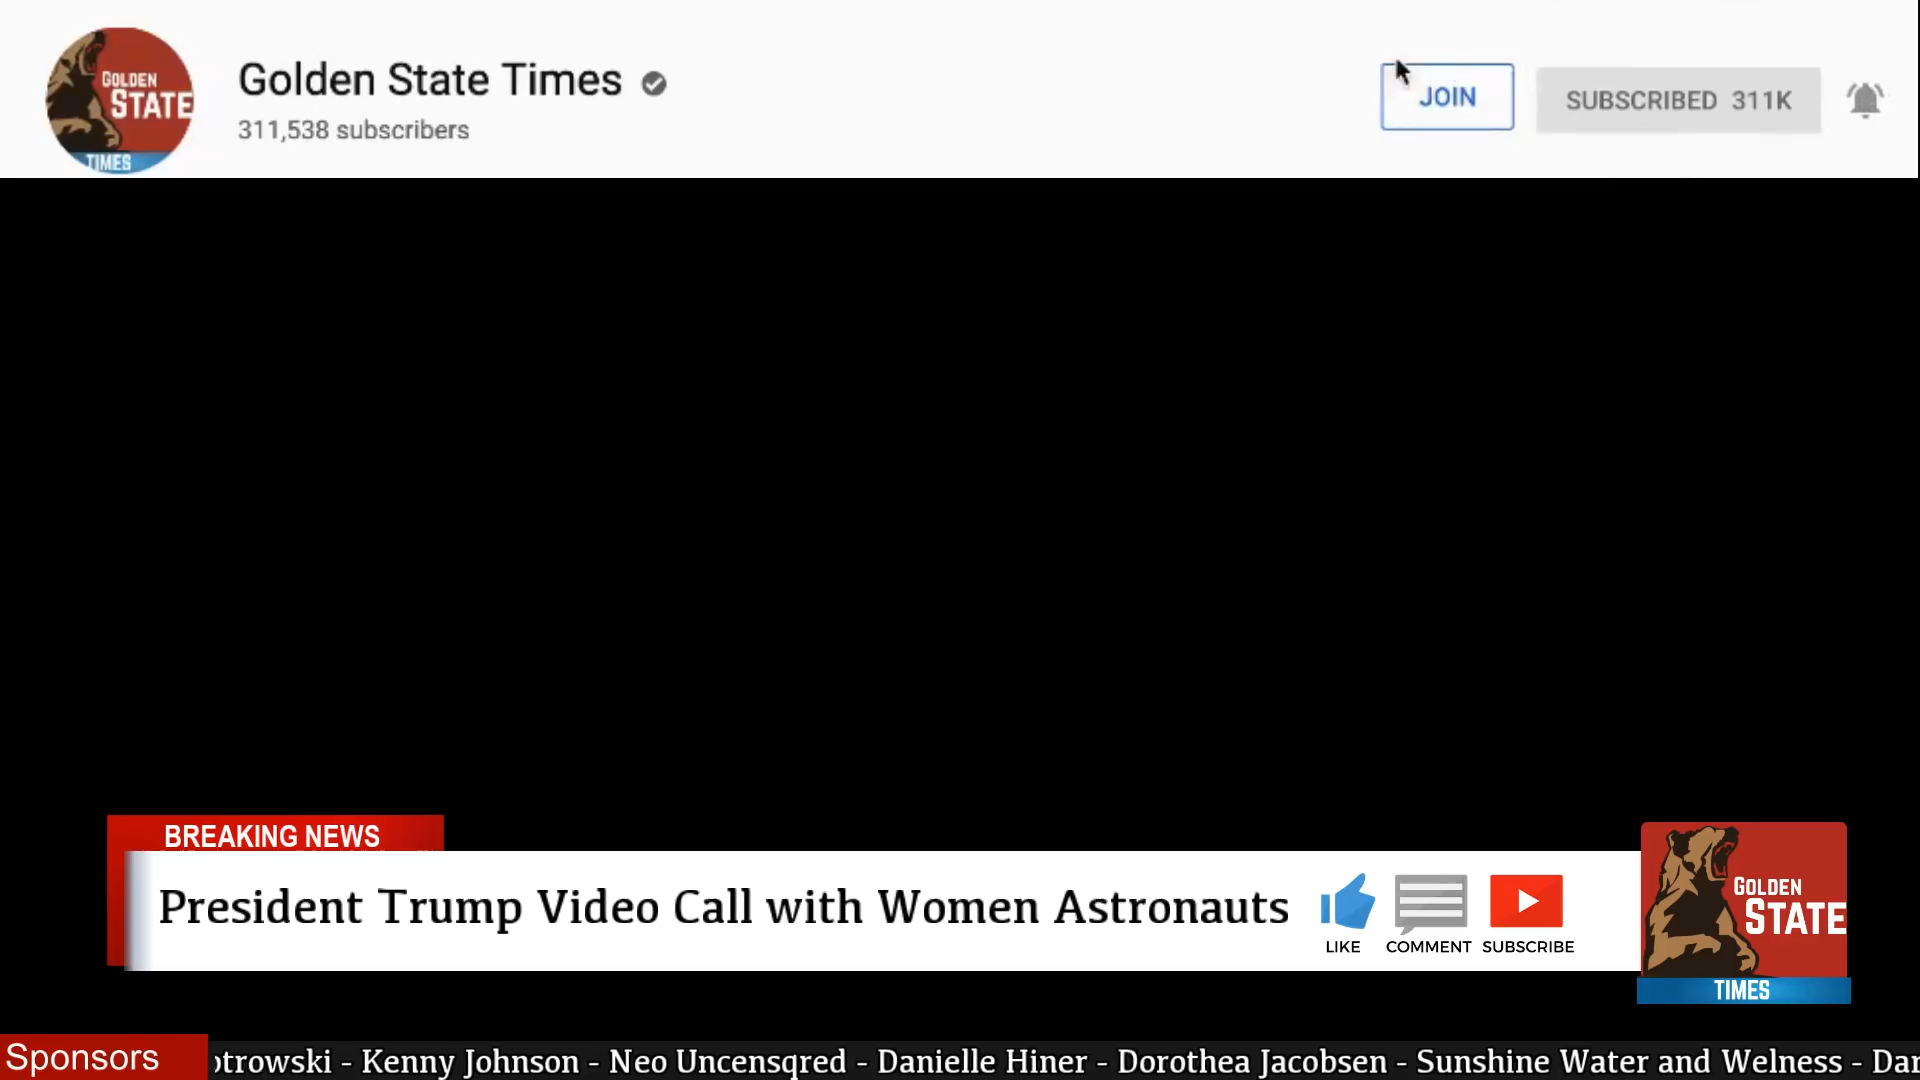 GOLDEN
STATE
TIMES
Golden State Times
311,538 subscribers
JOIN
SUBSCRIBED 311K
BREAKING NEWS
President Trump Video Call with Women Astronauts
LIKE COMMENT SUBSCRIBE
GOLDEN
STATE
TIMES
Sponsors
otrowski - Kenny Johnson - Neo Uncensqred - Danielle Hiner - Dorothea Jacobsen - Sunshine Water and Welness - Dar